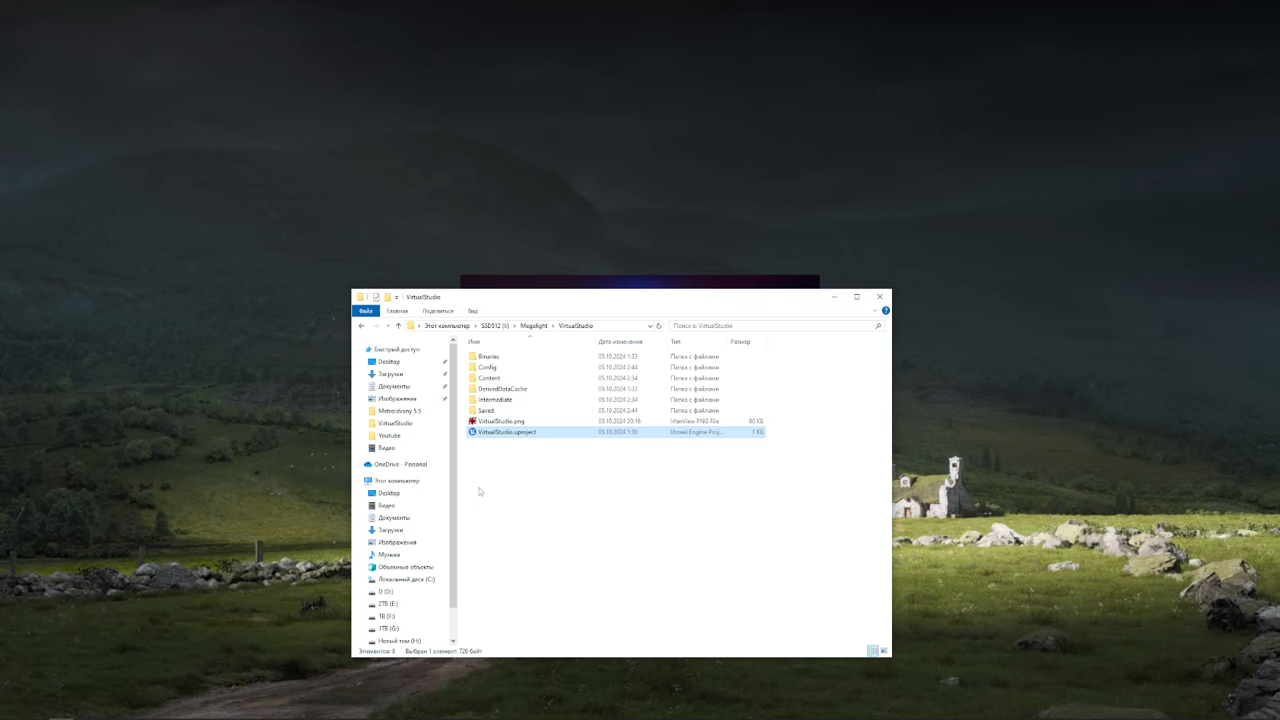 VirtualStudio
Файл Главная Поделиться Вид
Этот компьютер > SSD512 (I:) > Megalight > VirtualStudio
Поиск в: VirtualStudio
Имя Дата изменения Тип Размер
Binaries 05.10.2024 1:33 Папка с файлами
Config 05.10.2024 2:44 Папка с файлами
Content 05.10.2024 2:34 Папка с файлами
DerivedDataCache 05.10.2024 1:33 Папка с файлами
Intermediate 05.10.2024 2:34 Папка с файлами
Saved 05.10.2024 2:44 Папка с файлами
VirtualStudio.png 03.10.2024 20:16 IrfanView PNG File 80 КБ
VirtualStudio.uproject 05.10.2024 1:36 Unreal Engine Proj... 1 КБ
Быстрый доступ
Desktop
Загрузки
Документы
Изображения
MetroIdvany 5.5
VirtualStudio
Youtube
Видео
OneDrive - Personal
Этот компьютер
Desktop
Видео
Документы
Загрузки
Изображения
Музыка
Объемные объекты
Локальный диск (C:)
D (D:)
2TB (E:)
TB (F:)
1TB (G:)
Новый том (H:)
Элементов: 8 Выбран 1 элемент: 726 байт